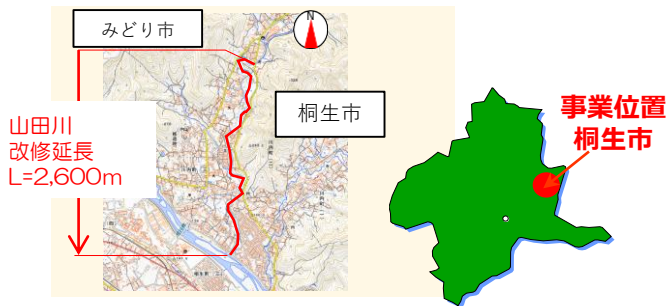 みどり市
N
桐生市
山田川
改修延長
L=2,600m
事業位置
桐生市